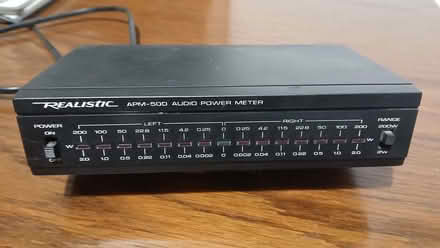 REALISTIC APM-500 AUDIO POWER METER
LEFT RIGHT
POWER 200 100 50 22.8 11.5 4.2 0.25 0 0.25 4.2 11.5 22.8 50 100 200 RANGE
ON 200W
W W
2.0 1.0 0.5 0.22 0.11 0.04 0.002 0 0.002 0.04 0.11 0.22 0.5 1.0 2.0 2W